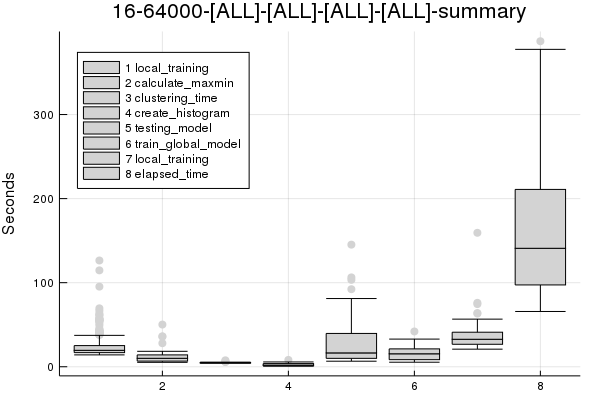 16-64000-[ALL]-[ALL]-[ALL]-[ALL]-summary
Seconds
300
200
100
0
1 local_training
2 calculate_maxmin
3 clustering_time
4 create_histogram
5 testing_model
6 train_global_model
7 local_training
8 elapsed_time
2 4 6 8